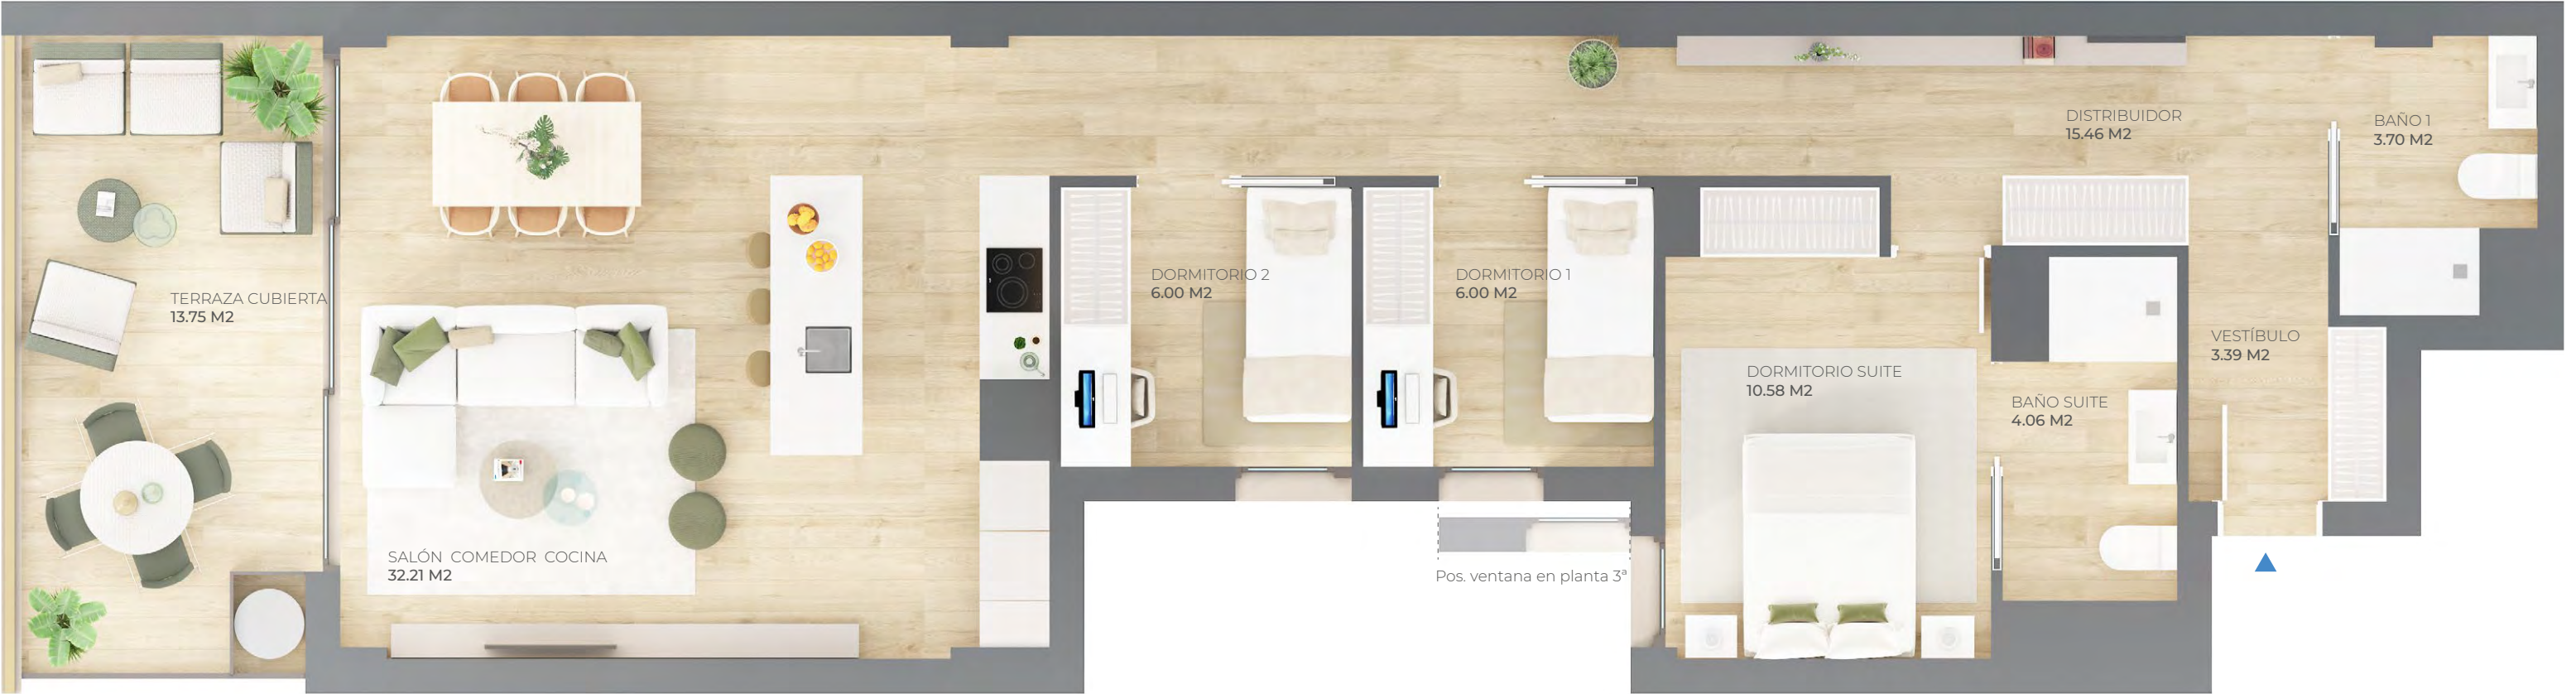 TERRAZA CUBIERTA
13.75 M2
SALÓN COMEDOR COCINA
32.21 M2
DORMITORIO 2
6.00 M2
DORMITORIO 1
6.00 M2
Pos. ventana en planta 3ª
DORMITORIO SUITE
10.58 M2
BAÑO SUITE
4.06 M2
DISTRIBUIDOR
15.46 M2
VESTÍBULO
3.39 M2
BAÑO 1
3.70 M2